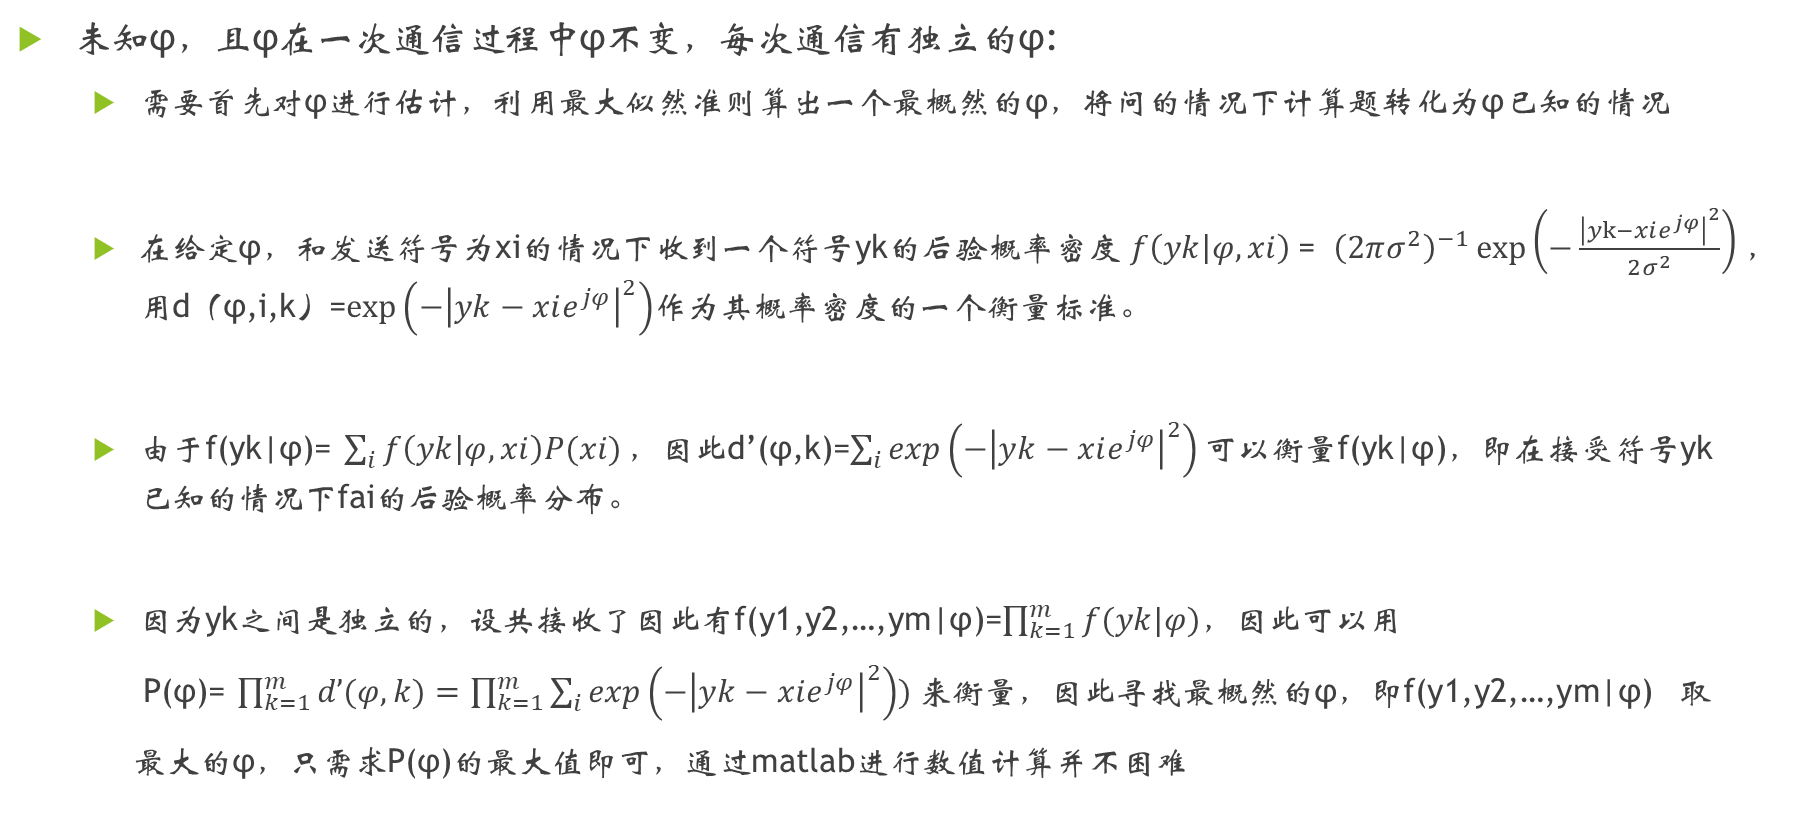 未知φ，且φ在一次通信过程中φ不变，每次通信有独立的φ:
需要首先对φ进行估计，利用最大似然准则算出一个最概然的φ，将问的情况下计算题转化为φ已知的情况
在给定φ，和发送符号为xi的情况下收到一个符号yk的后验概率密度 f(yk|φ,xi) = (2πσ²)⁻¹ exp(−|yk−xie^{jφ}|²/2σ²)，
用d（φ,i,k）=exp(−|yk − xie^{jφ}|²)作为其概率密度的一个衡量标准。
由于f(yk|φ)= ∑_i f(yk|φ,xi)P(xi)，因此d’(φ,k)=∑_i exp(−|yk − xie^{jφ}|²)可以衡量f(yk|φ)，即在接受符号yk
已知的情况下fai的后验概率分布。
因为yk之间是独立的，设共接收了因此有f(y1,y2,…,ym|φ)=∏_{k=1}^{m} f(yk|φ)，因此可以用
P(φ)= ∏_{k=1}^{m} d’(φ,k) = ∏_{k=1}^{m} ∑_i exp(−|yk − xie^{jφ}|²)) 来衡量，因此寻找最概然的φ，即f(y1,y2,…,ym|φ) 取
最大的φ，只需求P(φ)的最大值即可，通过matlab进行数值计算并不困难